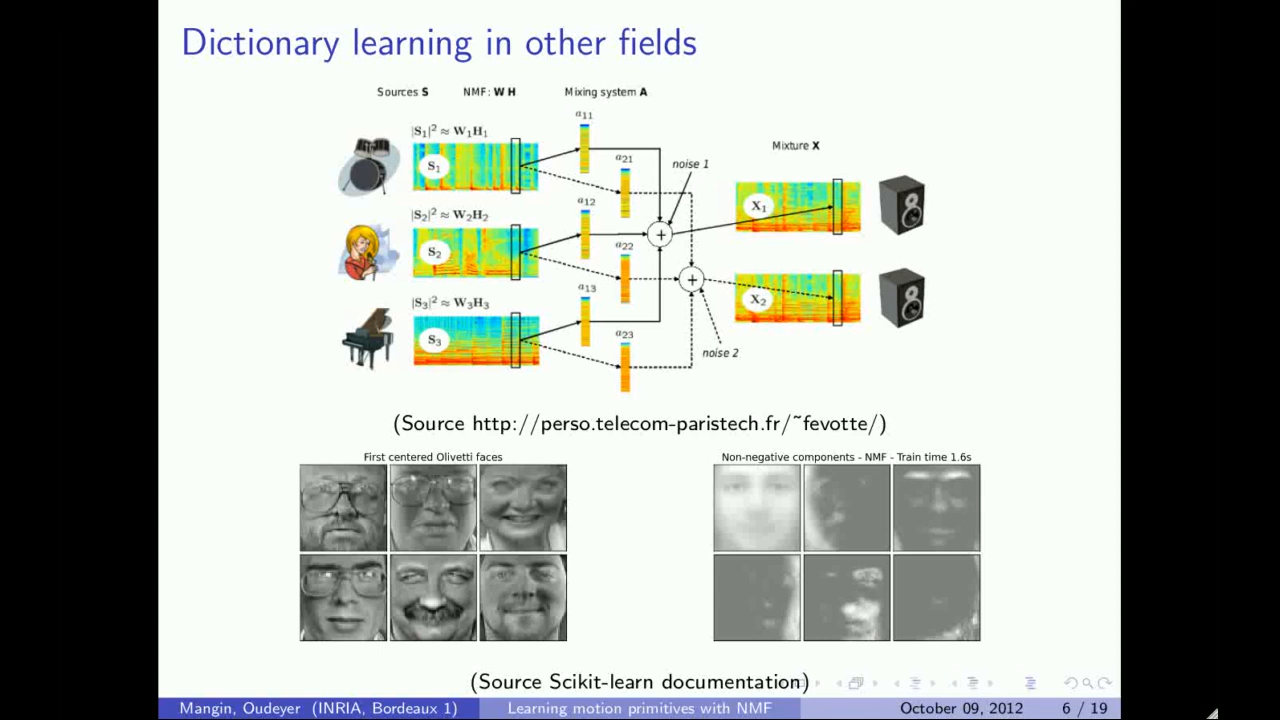 Dictionary learning in other fields
Sources S
NMF: W H
Mixing system A
Mixture X
|S₁|² ≈ W₁H₁
S₁
a₁₁
a₂₁
noise 1
X₁
|S₂|² ≈ W₂H₂
S₂
a₁₂
a₂₂
+
+
X₂
|S₃|² ≈ W₃H₃
S₃
a₁₃
a₂₃
noise 2
(Source http://perso.telecom-paristech.fr/~fevotte/)
First centered Olivetti faces
Non-negative components - NMF - Train time 1.6s
(Source Scikit-learn documentation)
Mangin, Oudeyer (INRIA, Bordeaux 1)
Learning motion primitives with NMF
October 09, 2012
6 / 19